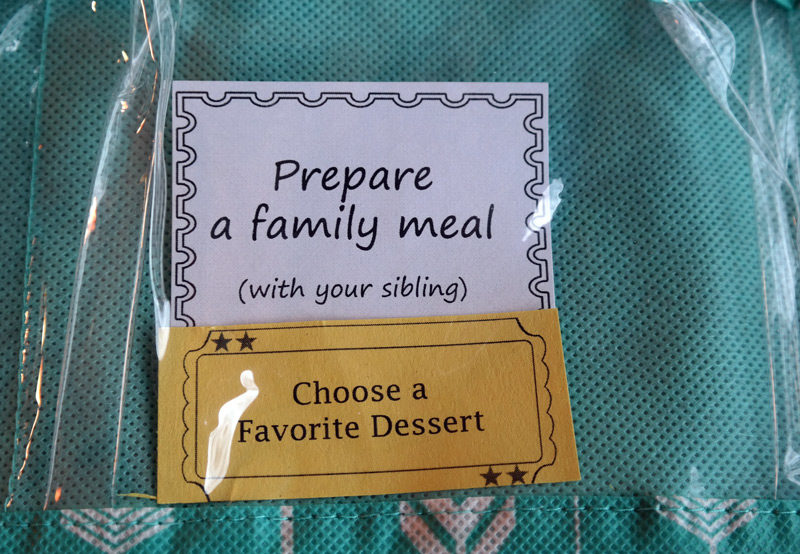 Prepare
a family meal
(with your sibling)
Choose a
Favorite Dessert